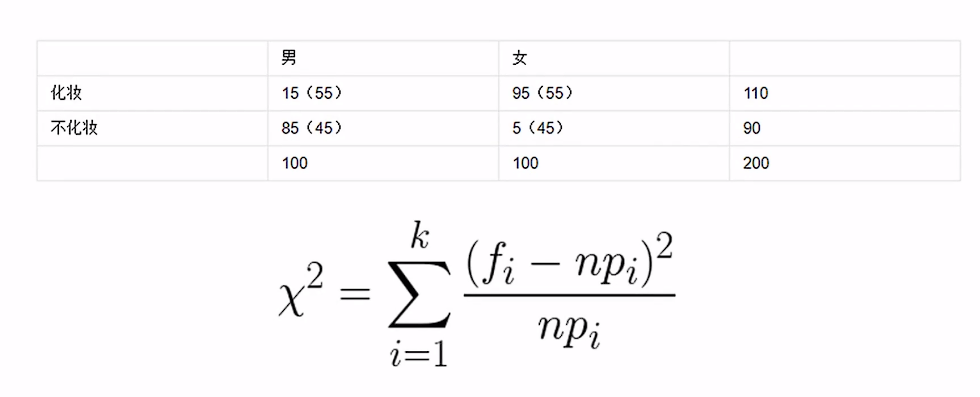 男 女
化妆 15（55） 95（55） 110
不化妆 85（45） 5（45） 90
100 100 200
χ² = ∑_{i=1}^{k} \frac{(f_i − np_i)²}{np_i}